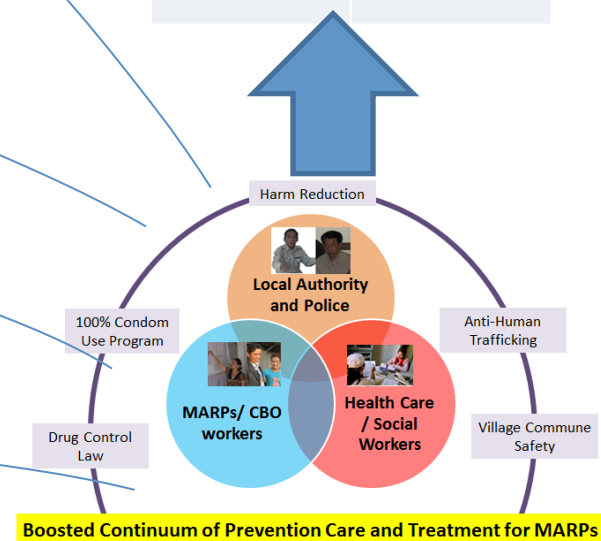 Harm Reduction
Local Authority
and Police
100% Condom
Use Program
Anti-Human
Trafficking
MARPs/ CBO
workers
Health Care
/ Social
Workers
Drug Control
Law
Village Commune
Safety
Boosted Continuum of Prevention Care and Treatment for MARPs